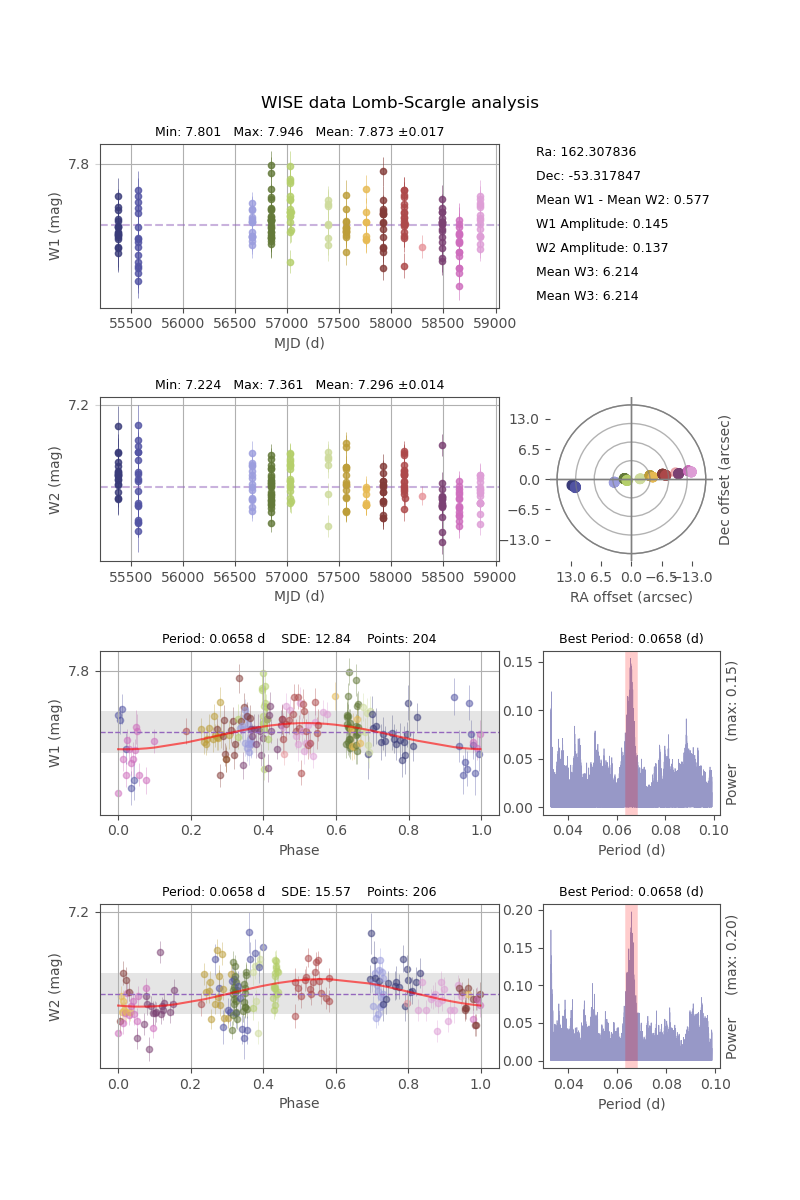 WISE data Lomb-Scargle analysis
Min: 7.801 Max: 7.946 Mean: 7.873 ±0.017
7.8
W1 (mag)
55500 56000 56500 57000 57500 58000 58500 59000
MJD (d)
Ra: 162.307836
Dec: -53.317847
Mean W1 - Mean W2: 0.577
W1 Amplitude: 0.145
W2 Amplitude: 0.137
Mean W3: 6.214
Mean W3: 6.214
Min: 7.224 Max: 7.361 Mean: 7.296 ±0.014
7.2
W2 (mag)
55500 56000 56500 57000 57500 58000 58500 59000
MJD (d)
13.0
6.5
0.0
−6.5
−13.0
13.0 6.5 0.0 −6.5 −13.0
RA offset (arcsec)
Dec offset (arcsec)
Period: 0.0658 d SDE: 12.84 Points: 204
7.8
W1 (mag)
0.0 0.2 0.4 0.6 0.8 1.0
Phase
Best Period: 0.0658 (d)
0.15
0.10
0.05
0.00
0.04 0.06 0.08 0.10
Period (d)
Power (max: 0.15)
Period: 0.0658 d SDE: 15.57 Points: 206
7.2
W2 (mag)
0.0 0.2 0.4 0.6 0.8 1.0
Phase
Best Period: 0.0658 (d)
0.20
0.15
0.10
0.05
0.00
0.04 0.06 0.08 0.10
Period (d)
Power (max: 0.20)